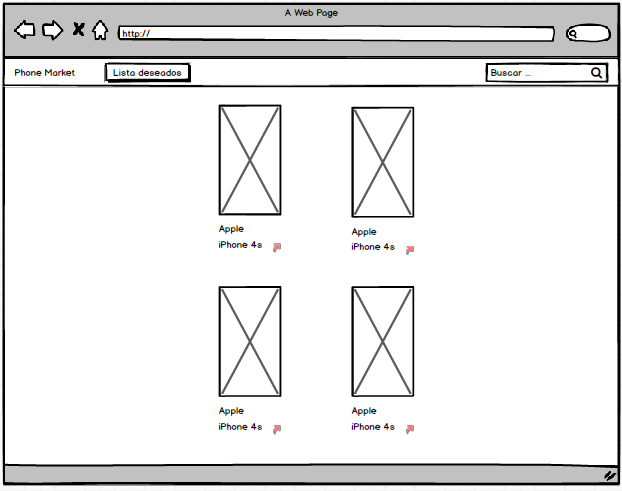 A Web Page
http://
Phone Market
Lista deseados
Buscar ...
Apple
iPhone 4s
Apple
iPhone 4s
Apple
iPhone 4s
Apple
iPhone 4s